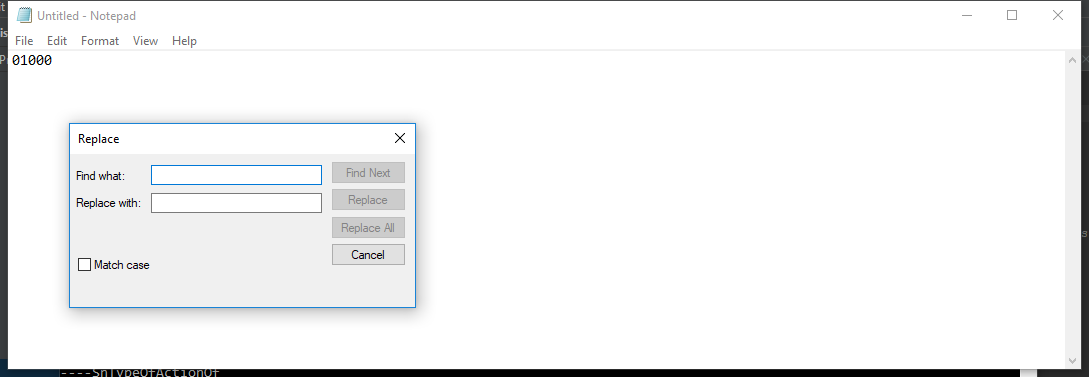 Untitled - Notepad
File Edit Format View Help
01000
Replace
Find what:
Find Next
Replace with:
Replace
Replace All
Cancel
Match case